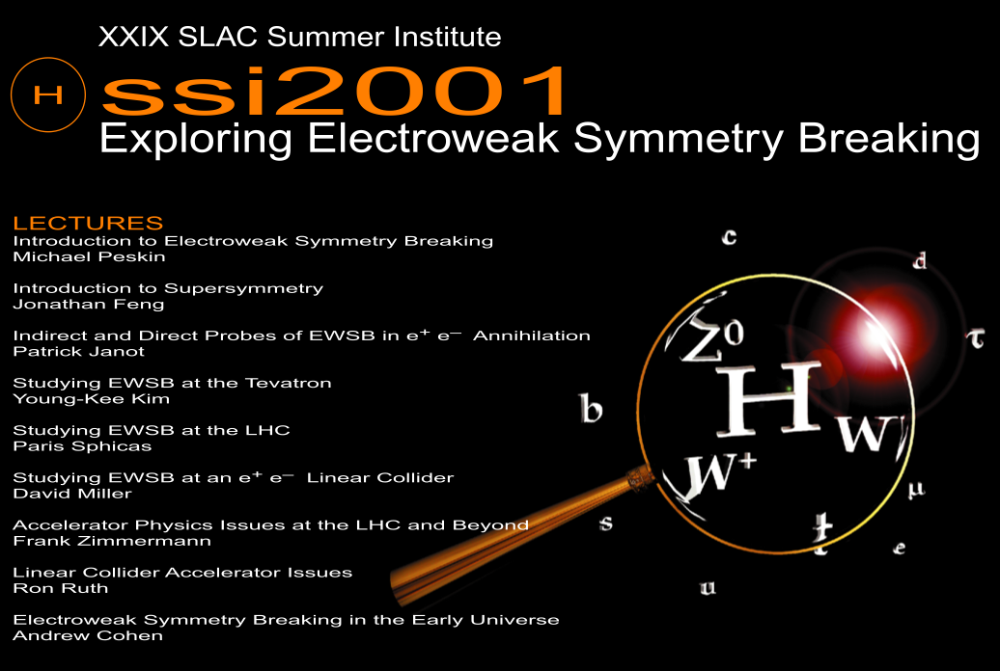 XXIX SLAC Summer Institute
H
ssi2001
Exploring Electroweak Symmetry Breaking
LECTURES
Introduction to Electroweak Symmetry Breaking
Michael Peskin
Introduction to Supersymmetry
Jonathan Feng
Indirect and Direct Probes of EWSB in e⁺ e⁻ Annihilation
Patrick Janot
Studying EWSB at the Tevatron
Young-Kee Kim
Studying EWSB at the LHC
Paris Sphicas
Studying EWSB at an e⁺ e⁻ Linear Collider
David Miller
Accelerator Physics Issues at the LHC and Beyond
Frank Zimmermann
Linear Collider Accelerator Issues
Ron Ruth
Electroweak Symmetry Breaking in the Early Universe
Andrew Cohen
c
d
τ
Z⁰
H
b
W
W⁺
μ
s
t
e
u